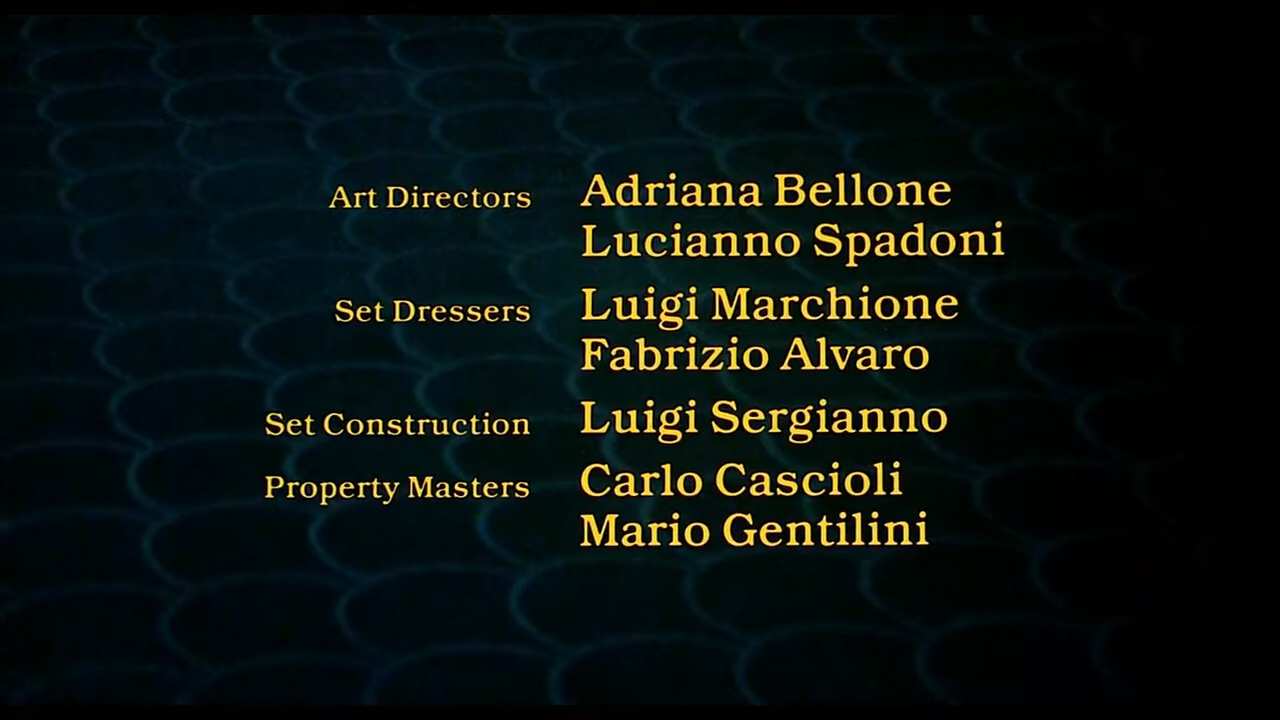 Art Directors Adriana Bellone
Lucianno Spadoni
Set Dressers Luigi Marchione
Fabrizio Alvaro
Set Construction Luigi Sergianno
Property Masters Carlo Cascioli
Mario Gentilini